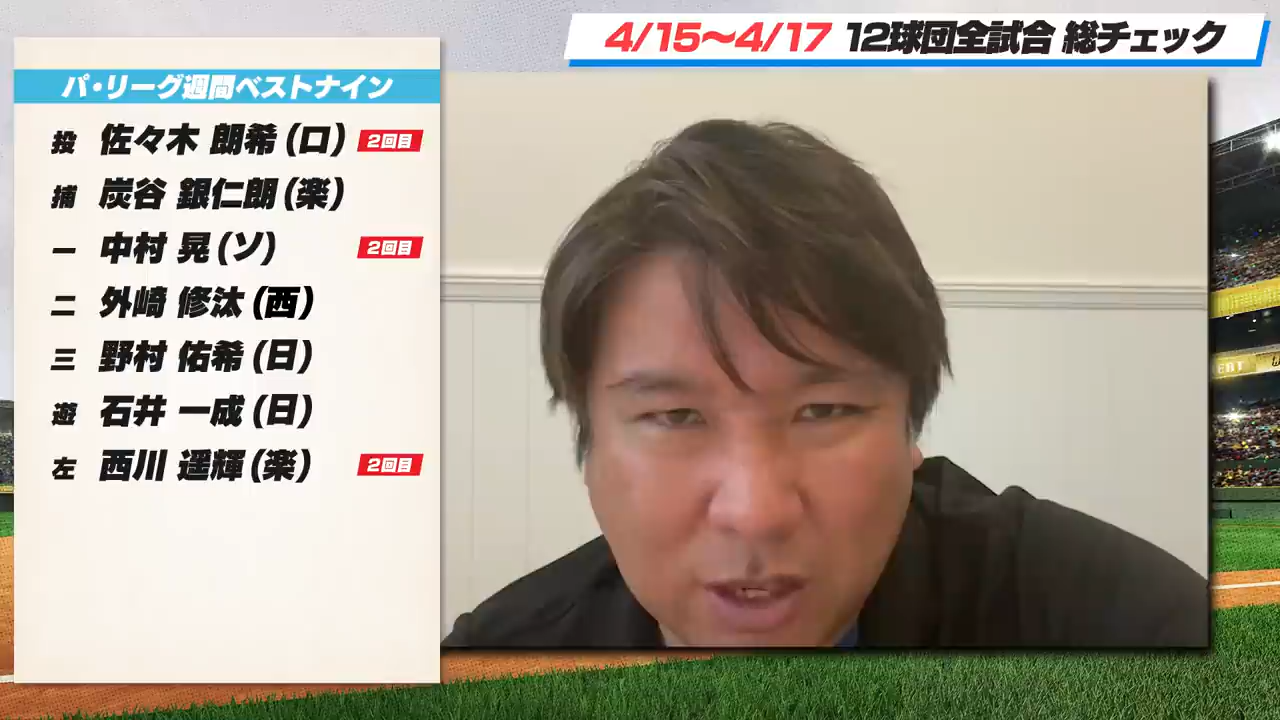 4/15〜4/17 12球団全試合 総チェック
パ・リーグ週間ベストナイン
投 佐々木 朗希(ロ) 2回目
捕 炭谷 銀仁朗(楽)
一 中村 晃(ソ) 2回目
二 外崎 修汰(西)
三 野村 佑希(日)
遊 石井 一成(日)
左 西川 遥輝(楽) 2回目